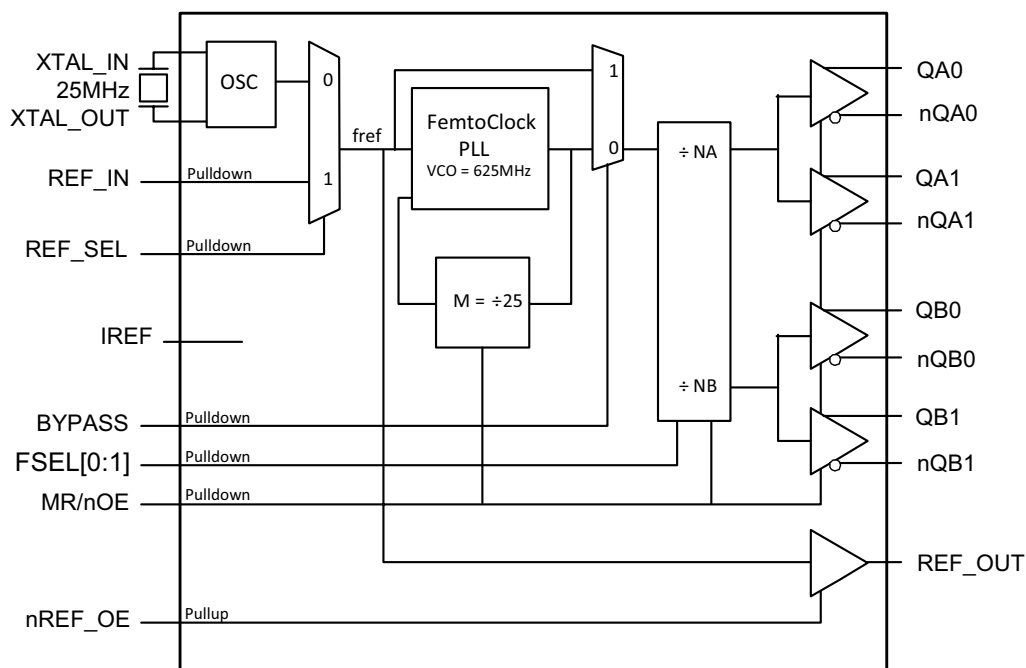 XTAL_IN
25MHz
XTAL_OUT
OSC
0
1
fref
FemtoClock
PLL
VCO = 625MHz
1
0
÷ NA
÷ NB
M = ÷25
REF_IN
Pulldown
REF_SEL
Pulldown
IREF
BYPASS
Pulldown
FSEL[0:1]
Pulldown
MR/nOE
Pulldown
nREF_OE
Pullup
QA0
nQA0
QA1
nQA1
QB0
nQB0
QB1
nQB1
REF_OUT